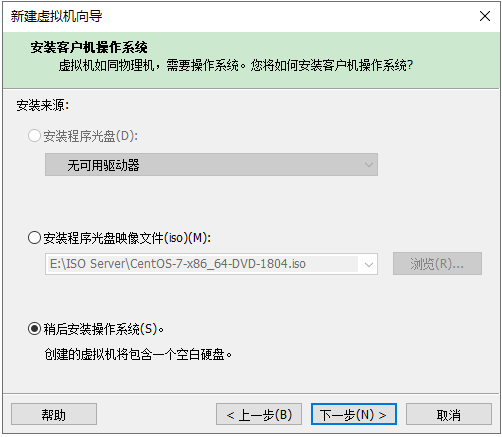 新建虚拟机向导
安装客户机操作系统
虚拟机如同物理机，需要操作系统。您将如何安装客户机操作系统?
安装来源:
安装程序光盘(D):
无可用驱动器
安装程序光盘映像文件(iso)(M):
E:\ISO Server\CentOS-7-x86_64-DVD-1804.iso
浏览(R)...
稍后安装操作系统(S)。
创建的虚拟机将包含一个空白硬盘。
帮助
< 上一步(B)
下一步(N) >
取消